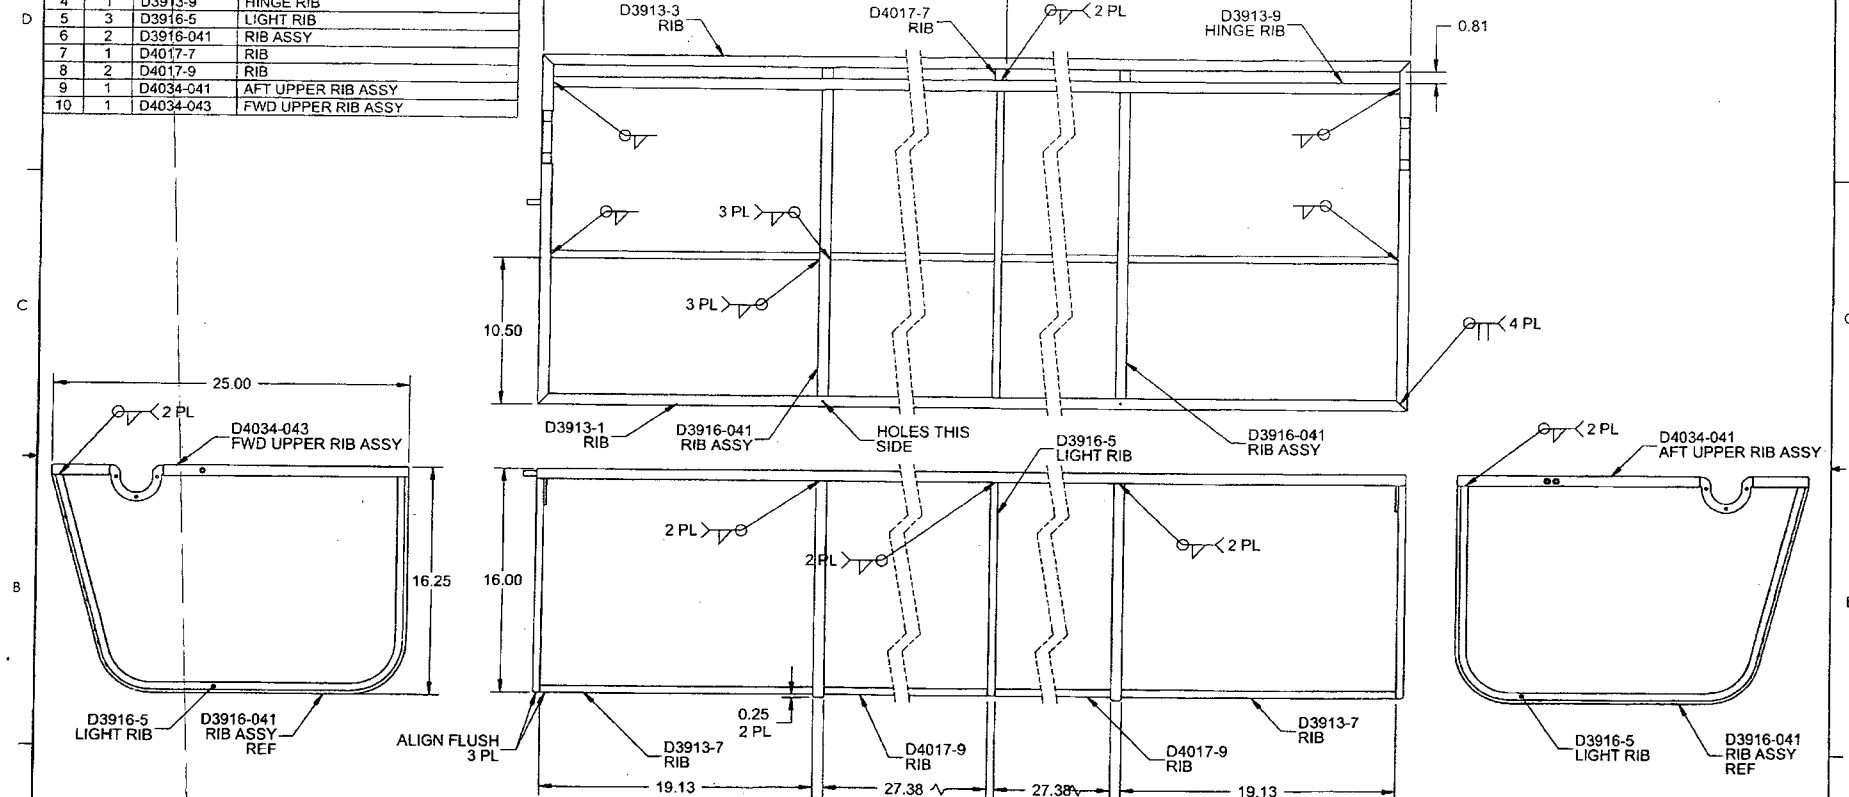 4 1 D3913-9 HINGE RIB
5 3 D3916-5 LIGHT RIB
6 2 D3916-041 RIB ASSY
7 1 D4017-7 RIB
8 2 D4017-9 RIB
9 1 D4034-041 AFT UPPER RIB ASSY
10 1 D4034-043 FWD UPPER RIB ASSY
D
D3913-3
RIB
D4017-7
RIB
2 PL
D3913-9
HINGE RIB
0.81
3 PL
3 PL
C
10.50
4 PL
D3913-1
RIB
D3916-041
RIB ASSY
HOLES THIS
SIDE
D3916-041
RIB ASSY
25.00
2 PL
D4034-043
FWD UPPER RIB ASSY
16.25
D3916-5
LIGHT RIB
D3916-041
RIB ASSY
REF
B
D3916-5
LIGHT RIB
2 PL
2 PL
2 PL
16.00
0.25
2 PL
ALIGN FLUSH
3 PL
D3913-7
RIB
D4017-9
RIB
D4017-9
RIB
D3913-7
RIB
19.13
27.38
27.38
19.13
2 PL
D4034-041
AFT UPPER RIB ASSY
D3916-5
LIGHT RIB
D3916-041
RIB ASSY
REF